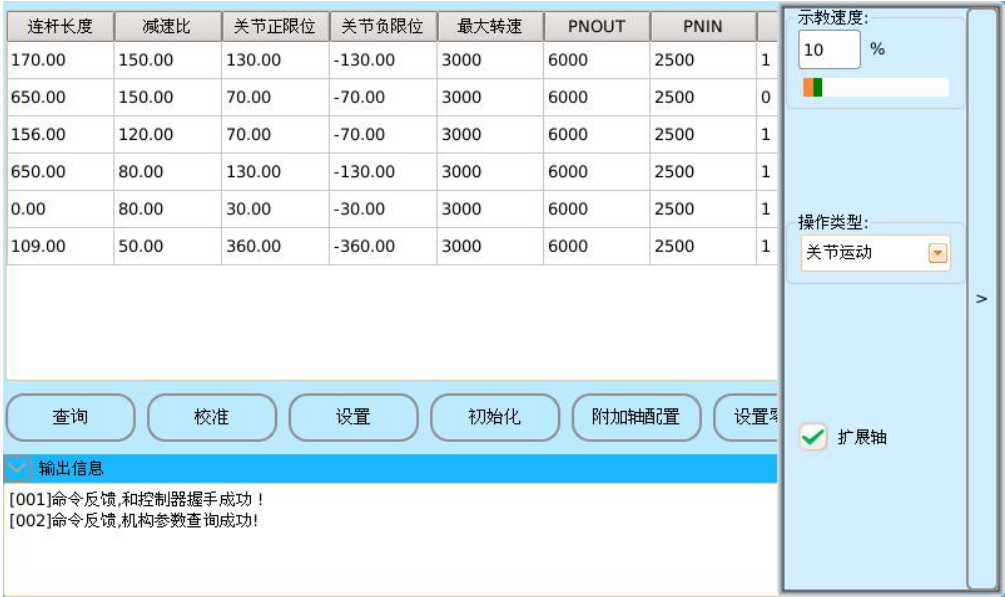 连杆长度 减速比 关节正限位 关节负限位 最大转速 PNOUT PNIN
170.00 150.00 130.00 -130.00 3000 6000 2500 1
650.00 150.00 70.00 -70.00 3000 6000 2500 0
156.00 120.00 70.00 -70.00 3000 6000 2500 1
650.00 80.00 130.00 -130.00 3000 6000 2500 1
0.00 80.00 30.00 -30.00 3000 6000 2500 1
109.00 50.00 360.00 -360.00 3000 6000 2500 1
查询 校准 设置 初始化 附加轴配置 设置零
输出信息
[001]命令反馈,和控制器握手成功！
[002]命令反馈,机构参数查询成功!
示教速度:
10 %
操作类型:
关节运动
>
扩展轴